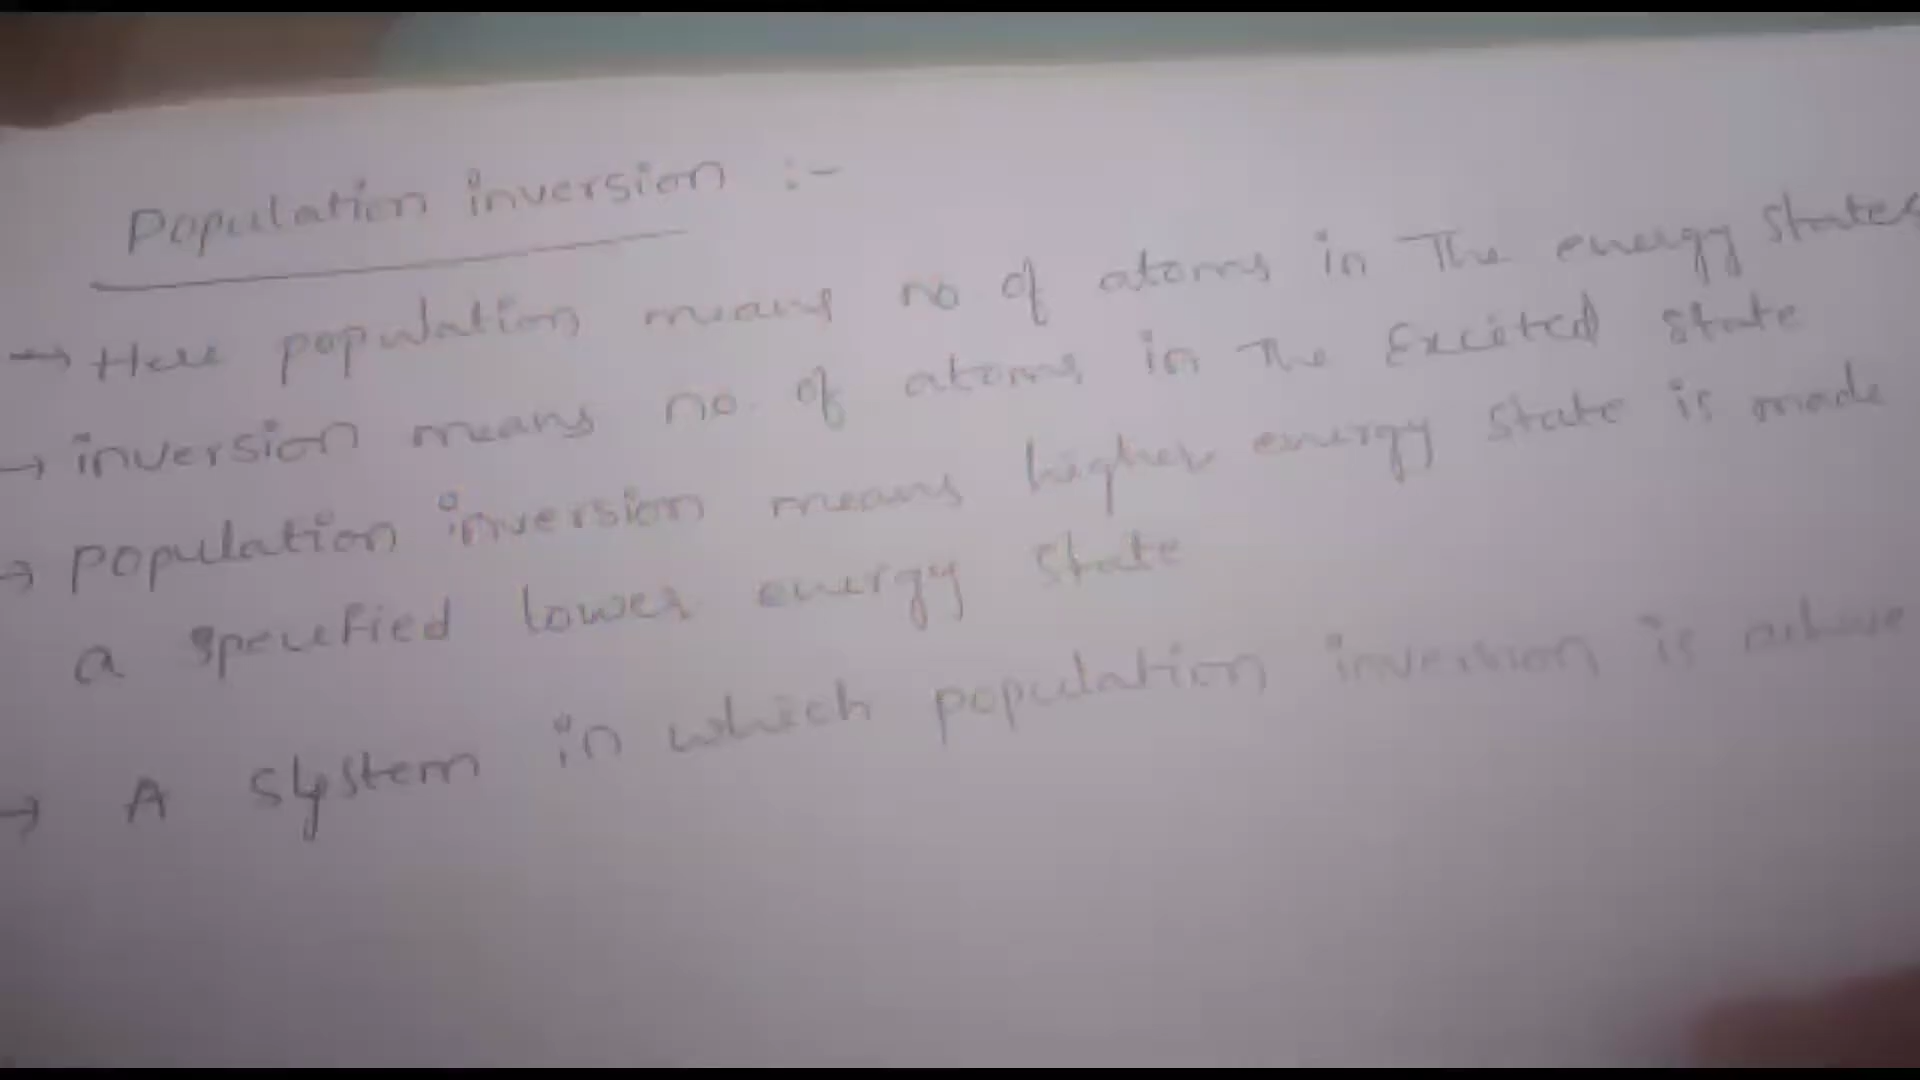 Population inversion :-
→ Here population means no of atoms in The energy states
→ inversion means no. of atoms in The Excited state
→ population inversion means higher energy state is made
a specified lower energy state
→ A system in which population inversion is achieve